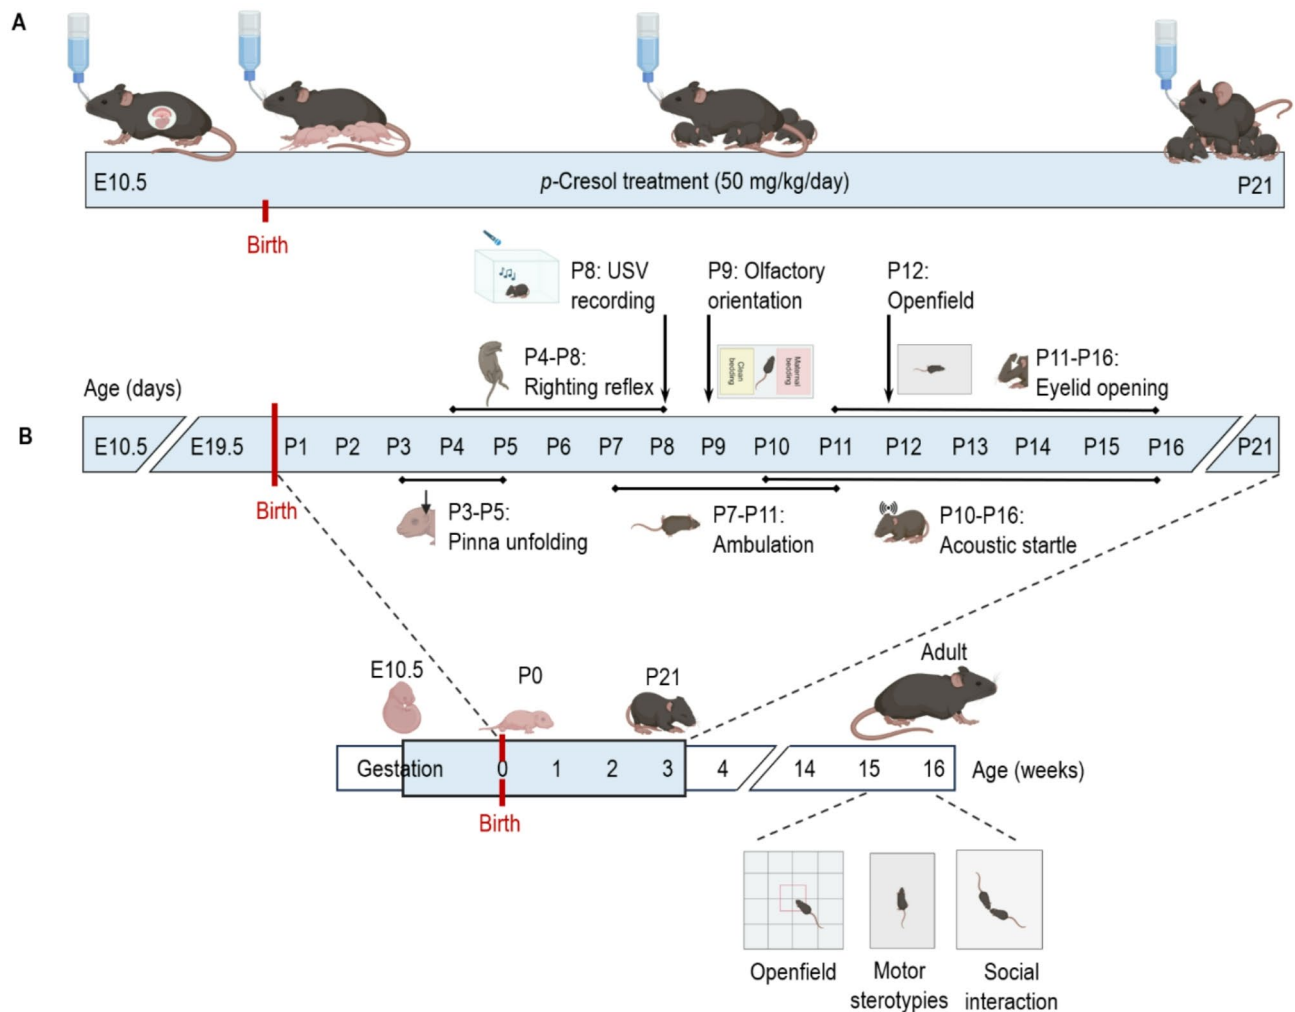 A
E10.5
p-Cresol treatment (50 mg/kg/day)
P21
Birth
P8: USV
recording
P9: Olfactory
orientation
P12:
Openfield
P4-P8:
Righting reflex
Clean
bedding
Maternal
bedding
P11-P16:
Eyelid opening
Age (days)
B
E10.5 E19.5 P1 P2 P3 P4 P5 P6 P7 P8 P9 P10 P11 P12 P13 P14 P15 P16 P21
Birth
P3-P5:
Pinna unfolding
P7-P11:
Ambulation
P10-P16:
Acoustic startle
E10.5
P0
P21
Adult
Gestation 0 1 2 3 4 14 15 16 Age (weeks)
Birth
Openfield
Motor
sterotypies
Social
interaction